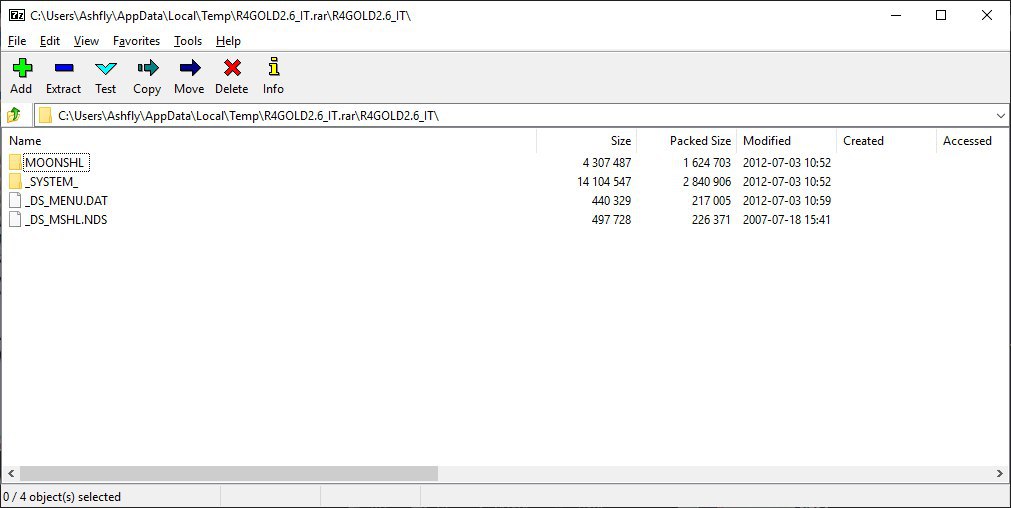 C:\Users\Ashfly\AppData\Local\Temp\R4GOLD2.6_IT.rar\R4GOLD2.6_IT\
File Edit View Favorites Tools Help
Add Extract Test Copy Move Delete Info
C:\Users\Ashfly\AppData\Local\Temp\R4GOLD2.6_IT.rar\R4GOLD2.6_IT\
Name Size Packed Size Modified Created Accessed
MOONSHL 4 307 487 1 624 703 2012-07-03 10:52
_SYSTEM_ 14 104 547 2 840 906 2012-07-03 10:52
_DS_MENU.DAT 440 329 217 005 2012-07-03 10:59
_DS_MSHL.NDS 497 728 226 371 2007-07-18 15:41
0 / 4 object(s) selected